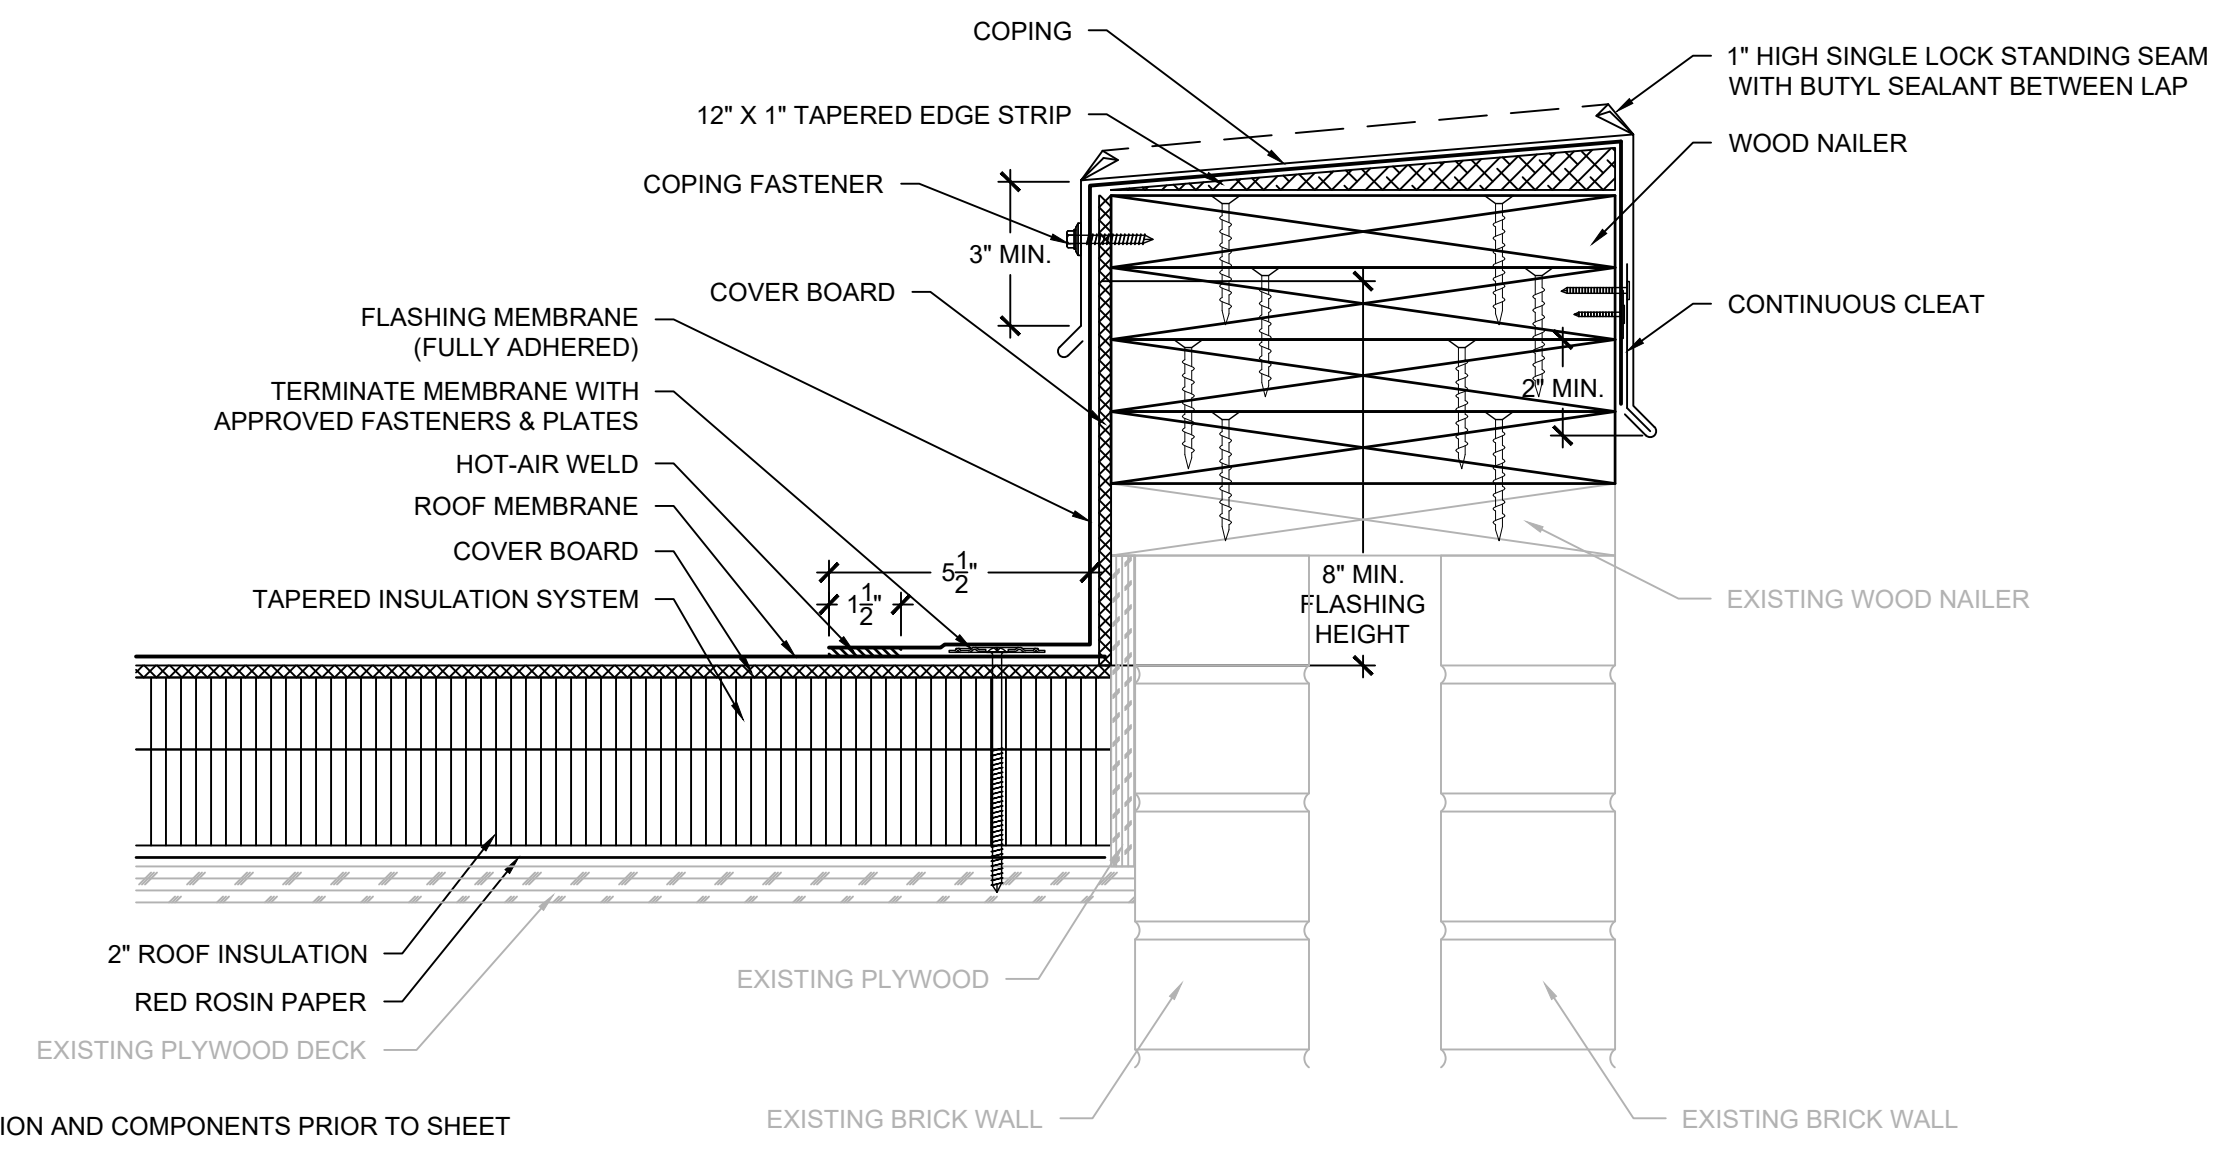 COPING
1" HIGH SINGLE LOCK STANDING SEAM
WITH BUTYL SEALANT BETWEEN LAP
12" X 1" TAPERED EDGE STRIP
WOOD NAILER
COPING FASTENER
3" MIN.
COVER BOARD
CONTINUOUS CLEAT
FLASHING MEMBRANE
(FULLY ADHERED)
TERMINATE MEMBRANE WITH
APPROVED FASTENERS & PLATES
2" MIN.
HOT-AIR WELD
ROOF MEMBRANE
COVER BOARD
5 1/2"
1 1/2"
TAPERED INSULATION SYSTEM
8" MIN.
FLASHING
HEIGHT
EXISTING WOOD NAILER
2" ROOF INSULATION
RED ROSIN PAPER
EXISTING PLYWOOD DECK
EXISTING PLYWOOD
EXISTING BRICK WALL
EXISTING BRICK WALL
ION AND COMPONENTS PRIOR TO SHEET